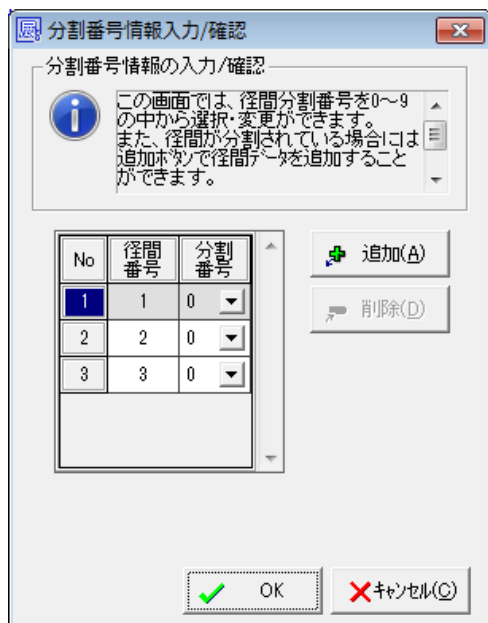 分割番号情報入力/確認
分割番号情報の入力/確認
この画面では、径間分割番号を0～9
の中から選択・変更ができます。
また、径間が分割されている場合には
追加ﾎﾞﾀﾝで径間ﾃﾞｰﾀを追加すること
ができます。
No 径間番号 分割番号
1 1 0
2 2 0
3 3 0
追加(A)
削除(D)
OK
ｷｬﾝｾﾙ(C)